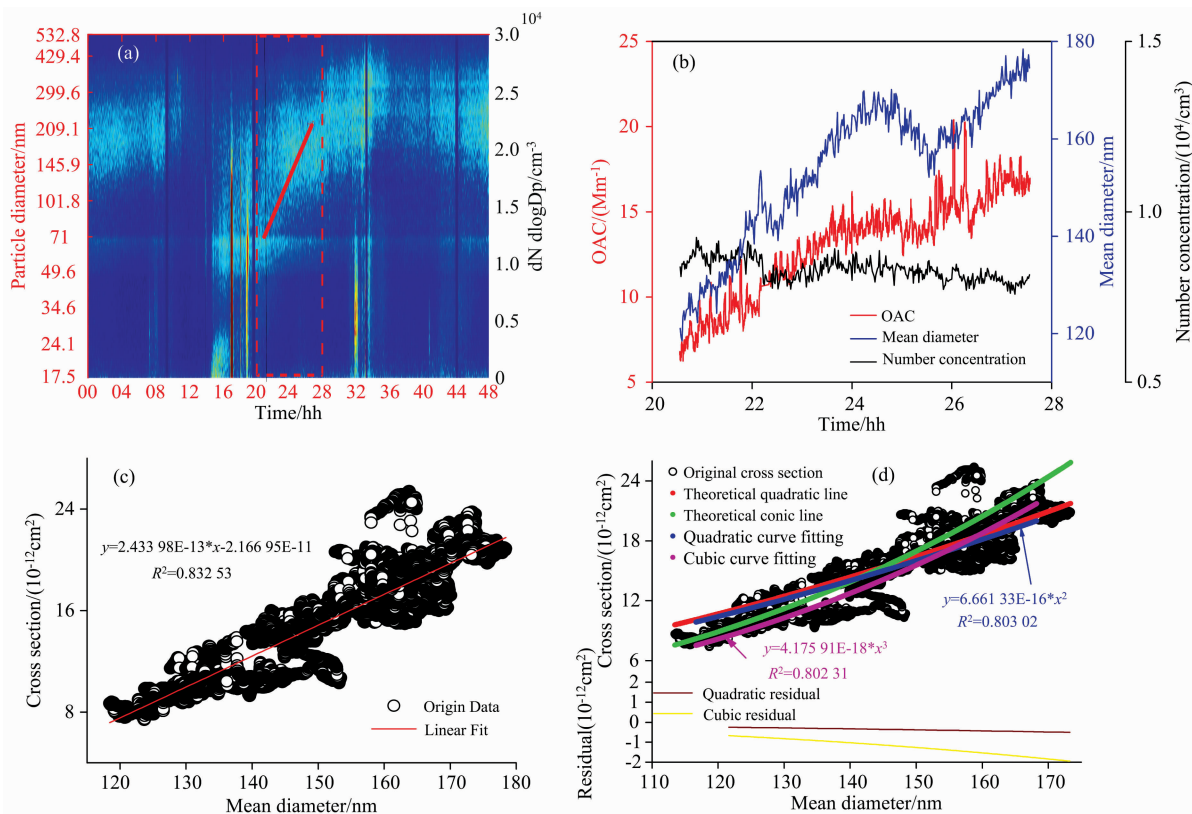 (a)
Particle diameter/nm
532.8
429.4
299.6
209.1
145.9
101.8
71
49.6
34.6
24.1
17.5
00 04 08 12 16 20 24 28 32 36 40 44 48
Time/hh
3.0
×10⁴
2.5
2.0
1.5
1.0
0.5
0
dN dlogDp/cm⁻³
(b)
OAC/(Mm⁻¹)
25
20
15
10
5
20 22 24 26 28
Time/hh
180
160
140
120
Mean diameter/nm
1.5
1.0
0.5
Number concentration/(10⁴/cm³)
OAC
Mean diameter
Number concentration
(c)
Cross section/(10⁻¹²cm²)
24
16
8
y=2.433 98E-13*x-2.166 95E-11
R²=0.832 53
Origin Data
Linear Fit
120 130 140 150 160 170 180
Mean diameter/nm
(d)
Cross section/(10⁻¹²cm²)
24
18
12
6
Original cross section
Theoretical quadratic line
Theoretical conic line
Quadratic curve fitting
Cubic curve fitting
y=6.661 33E-16*x²
R²=0.803 02
y=4.175 91E-18*x³
R²=0.802 31
Residual(10⁻¹²cm²)
2
1
0
-1
-2
Quadratic residual
Cubic residual
110 120 130 140 150 160 170
Mean diameter/nm